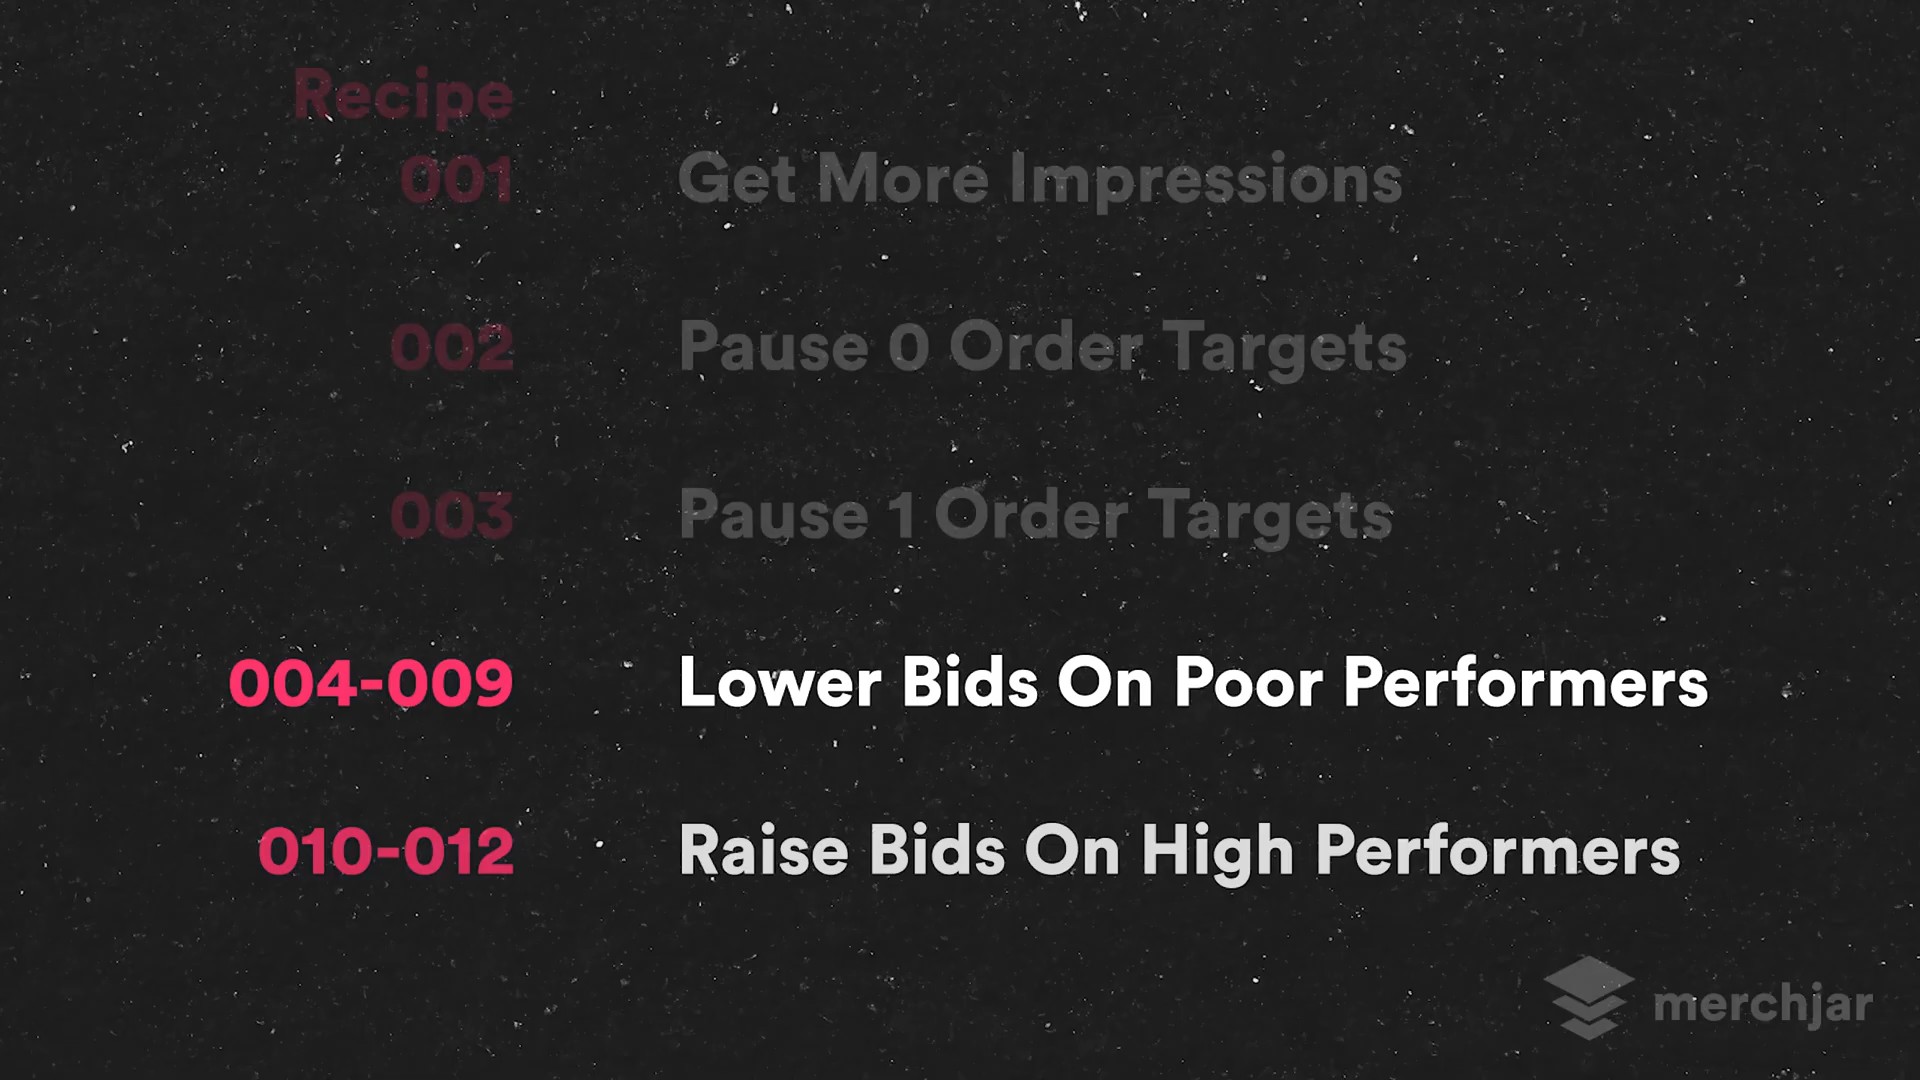 Recipe
001 Get More Impressions
002 Pause 0 Order Targets
003 Pause 1 Order Targets
004-009 Lower Bids On Poor Performers
010-012 Raise Bids On High Performers
merchjar